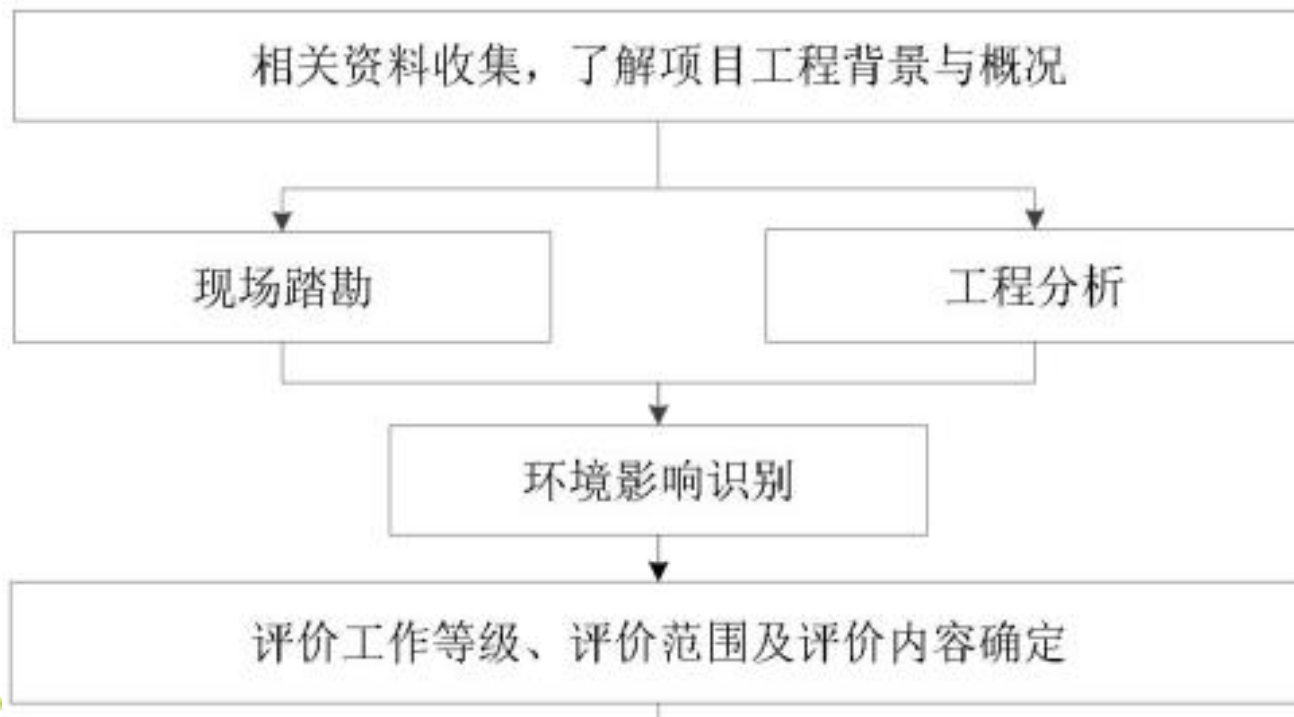 相关资料收集，了解项目工程背景与概况
现场踏勘
工程分析
环境影响识别
评价工作等级、评价范围及评价内容确定